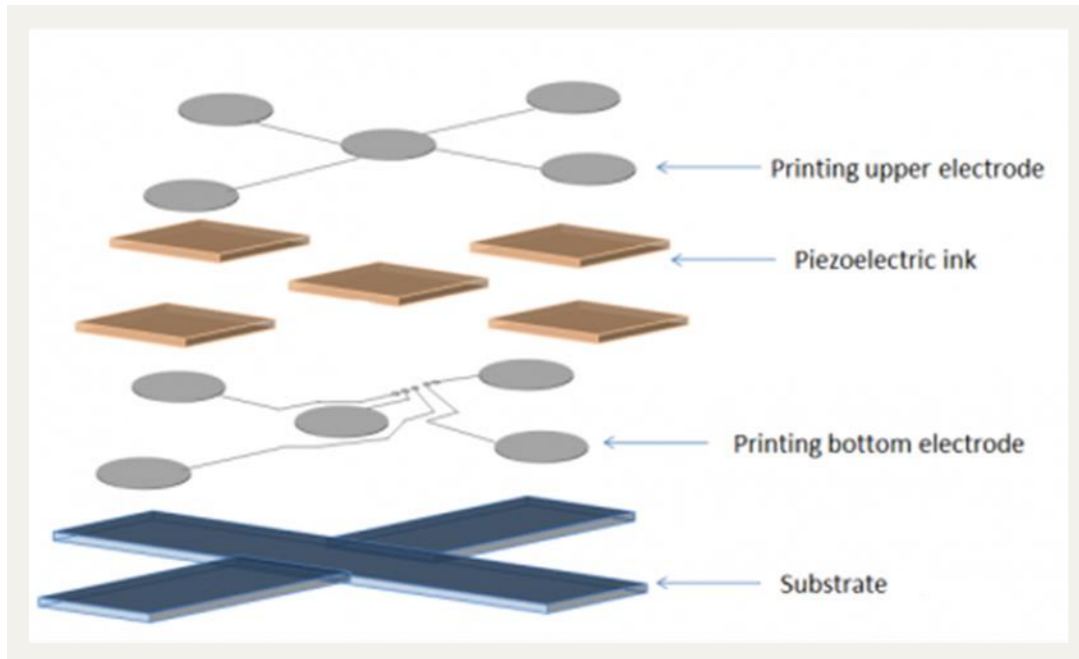 Printing upper electrode
Piezoelectric ink
Printing bottom electrode
Substrate